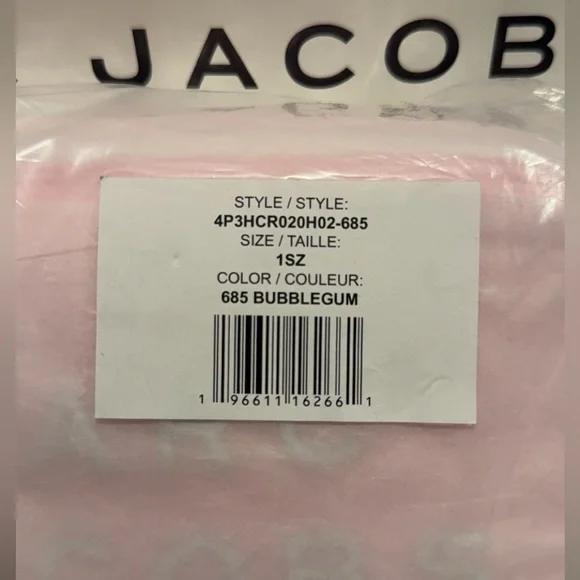 JACOB
STYLE / STYLE:
4P3HCR020H02-685
SIZE / TAILLE:
1SZ
COLOR / COULEUR:
685 BUBBLEGUM
1 96611 16266 1